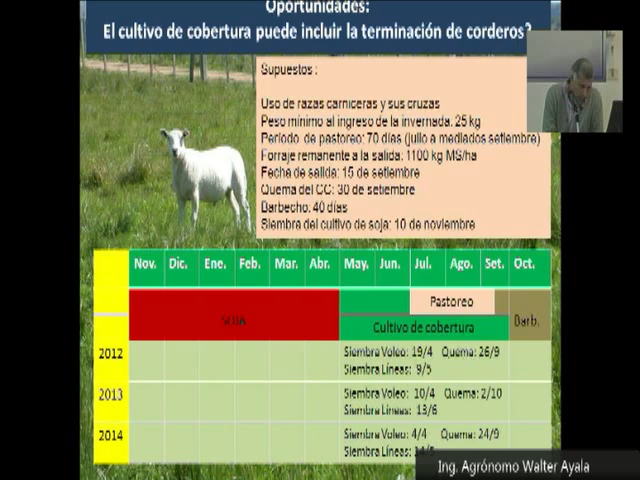 Oportunidades:
El cultivo de cobertura puede incluir la terminación de corderos?
Supuestos :
Uso de razas carniceras y sus cruzas
Peso mínimo al ingreso de la invernada: 25 kg
Período de pastoreo: 70 días (julio a mediados setiembre)
Forraje remanente a la salida: 1100 kg MS/ha
Fecha de salida: 15 de setiembre
Quema del CC: 30 de setiembre
Barbecho: 40 días
Siembra del cultivo de soja: 10 de noviembre
Nov. Dic. Ene. Feb. Mar. Abr. May. Jun. Jul. Ago. Set. Oct.
Pastoreo
SOJA Cultivo de cobertura Barb.
2012 Siembra Voleo: 19/4 Quema: 26/9
Siembra Líneas: 9/5
2013 Siembra Voleo: 10/4 Quema: 2/10
Siembra Líneas: 13/6
2014 Siembra Voleo: 4/4 Quema: 24/9
Siembra Líneas:
Ing. Agrónomo Walter Ayala